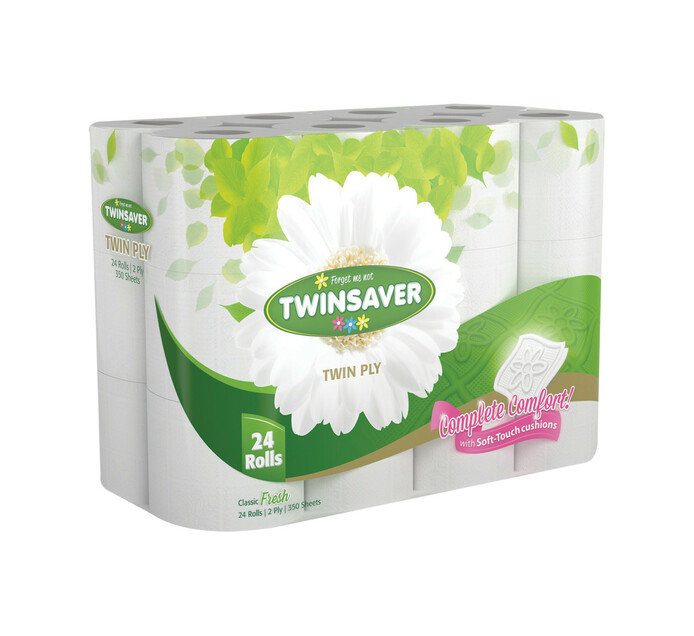 Forget me not
TWINSAVER
TWIN PLY
24 Rolls | 2 Ply
350 Sheets
Forget me not
TWINSAVER
TWIN PLY
24
Rolls
Classic Fresh
24 Rolls | 2 Ply | 350 Sheets
Complete Comfort!
with Soft-Touch cushions